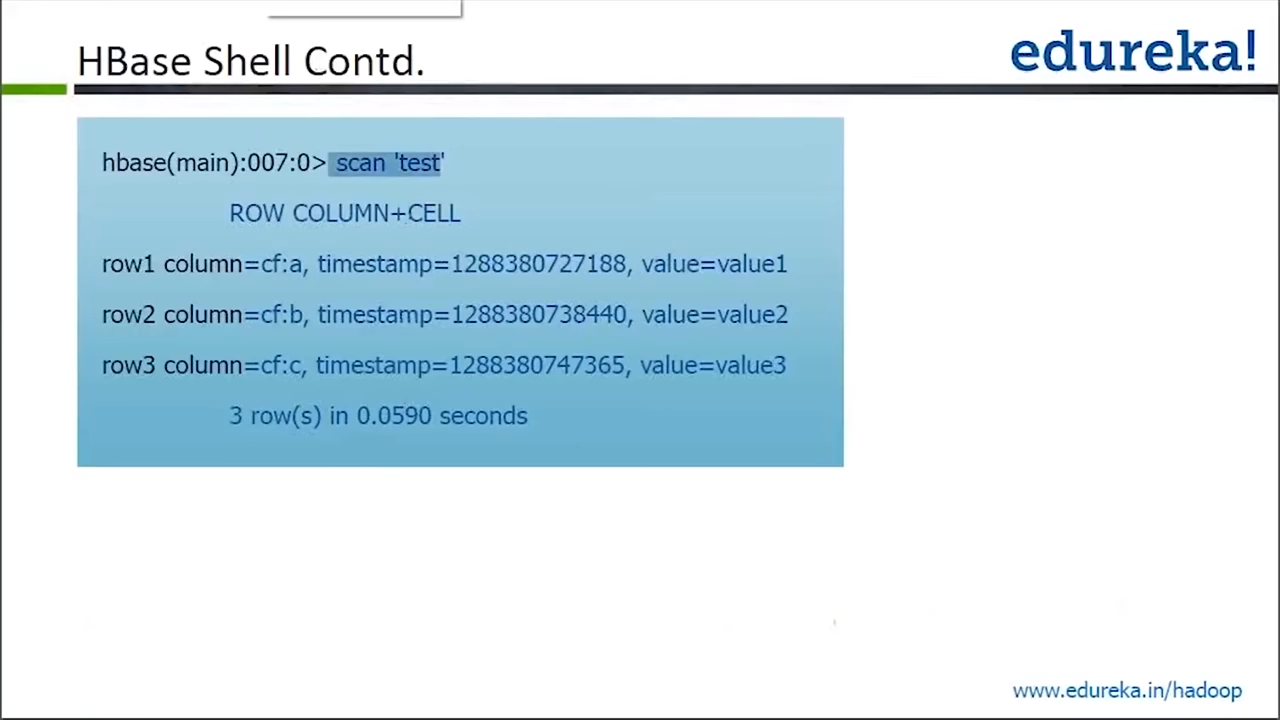 HBase Shell Contd.
edureka!
hbase(main):007:0> scan 'test'
ROW COLUMN+CELL
row1 column=cf:a, timestamp=1288380727188, value=value1
row2 column=cf:b, timestamp=1288380738440, value=value2
row3 column=cf:c, timestamp=1288380747365, value=value3
3 row(s) in 0.0590 seconds
www.edureka.in/hadoop